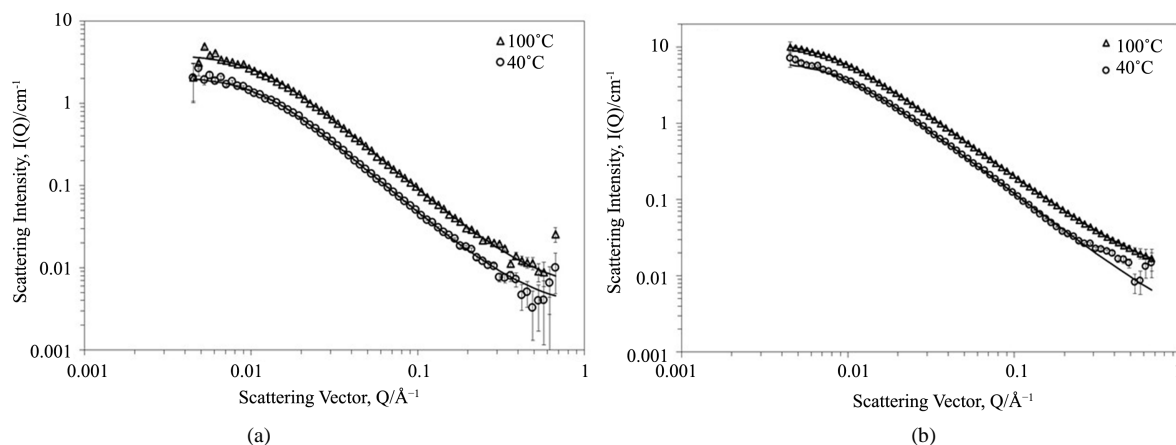 10
1
0.1
0.01
0.001
Scattering Intensity, I(Q)/cm⁻¹
100°C
40°C
0.001
0.01
0.1
1
Scattering Vector, Q/Å⁻¹
(a)
10
1
0.1
0.01
0.001
Scattering Intensity, I(Q)/cm⁻¹
100°C
40°C
0.001
0.01
0.1
Scattering Vector, Q/Å⁻¹
(b)